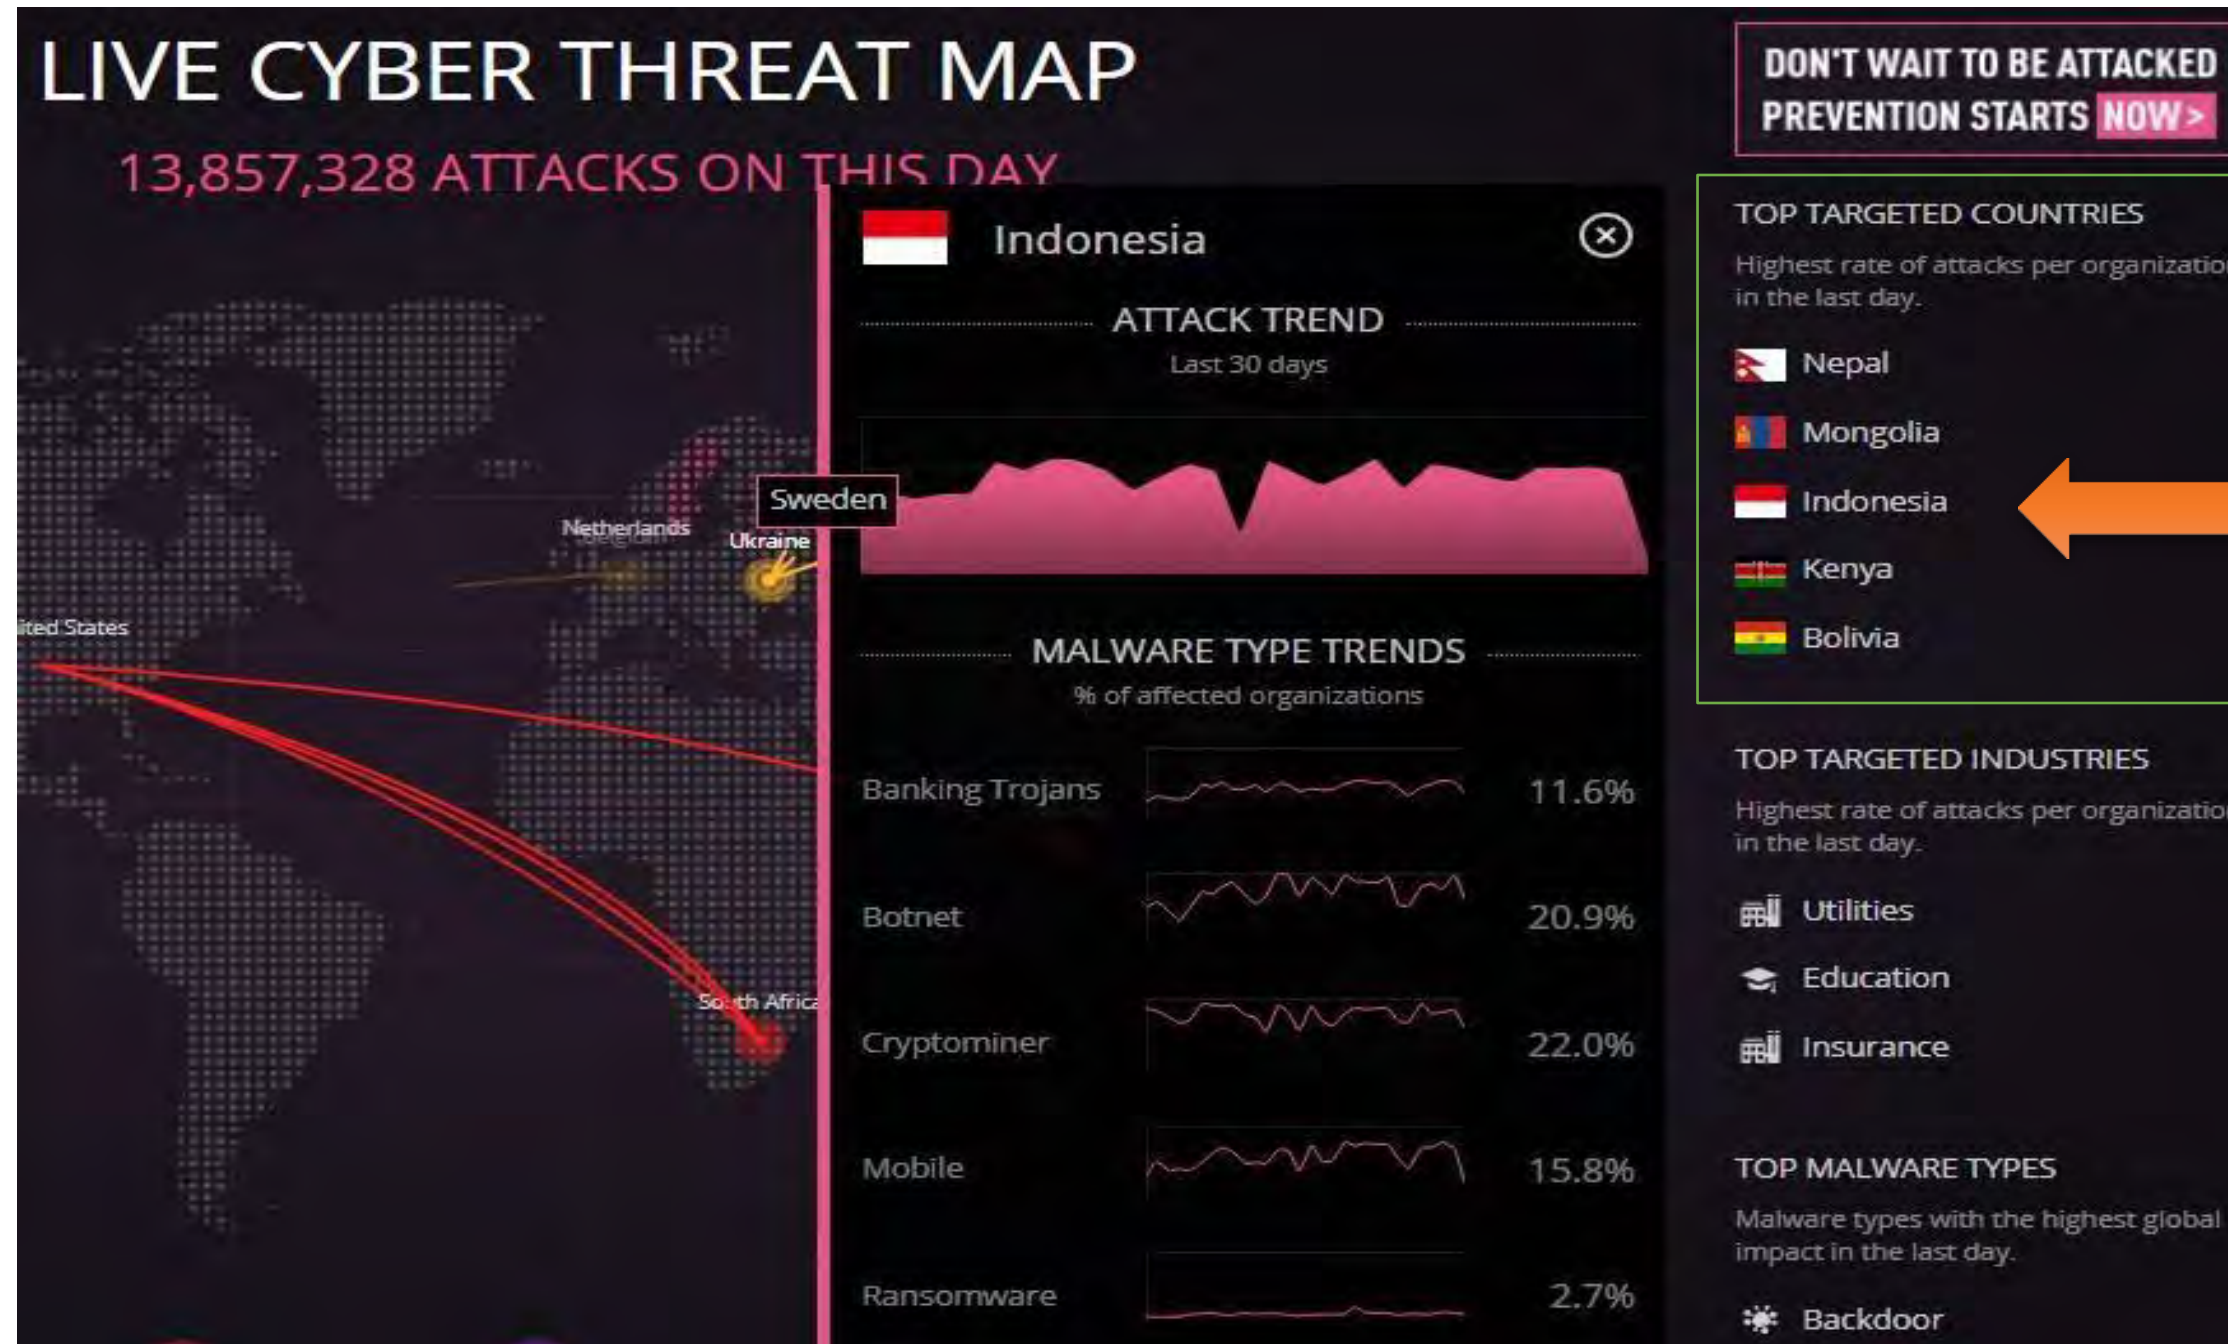 LIVE CYBER THREAT MAP
13,857,328 ATTACKS ON THIS DAY
DON'T WAIT TO BE ATTACKED
PREVENTION STARTS NOW >
Indonesia
ATTACK TREND
Last 30 days
Sweden
Netherlands
Ukraine
ited States
South Africa
MALWARE TYPE TRENDS
% of affected organizations
Banking Trojans 11.6%
Botnet 20.9%
Cryptominer 22.0%
Mobile 15.8%
Ransomware 2.7%
TOP TARGETED COUNTRIES
Highest rate of attacks per organization
in the last day.
Nepal
Mongolia
Indonesia
Kenya
Bolivia
TOP TARGETED INDUSTRIES
Highest rate of attacks per organization
in the last day.
Utilities
Education
Insurance
TOP MALWARE TYPES
Malware types with the highest global
impact in the last day.
Backdoor